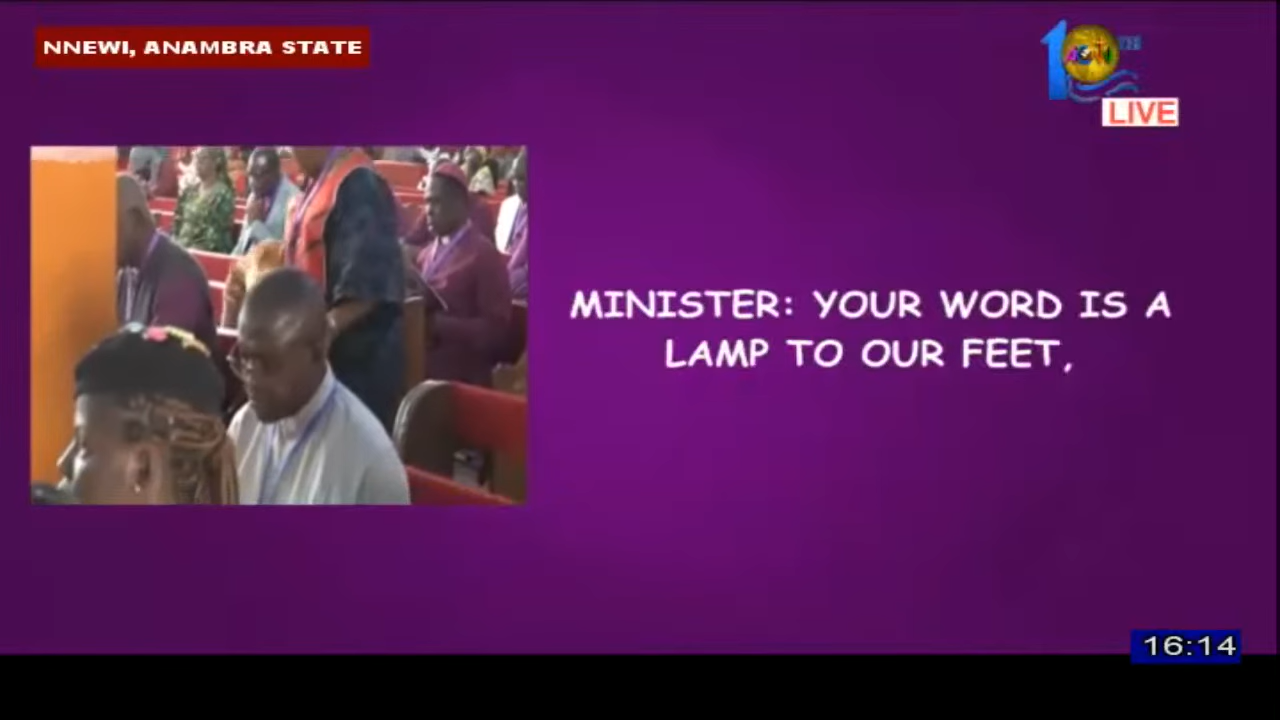 NNEWI, ANAMBRA STATE
LIVE
MINISTER: YOUR WORD IS A
LAMP TO OUR FEET,
16:14